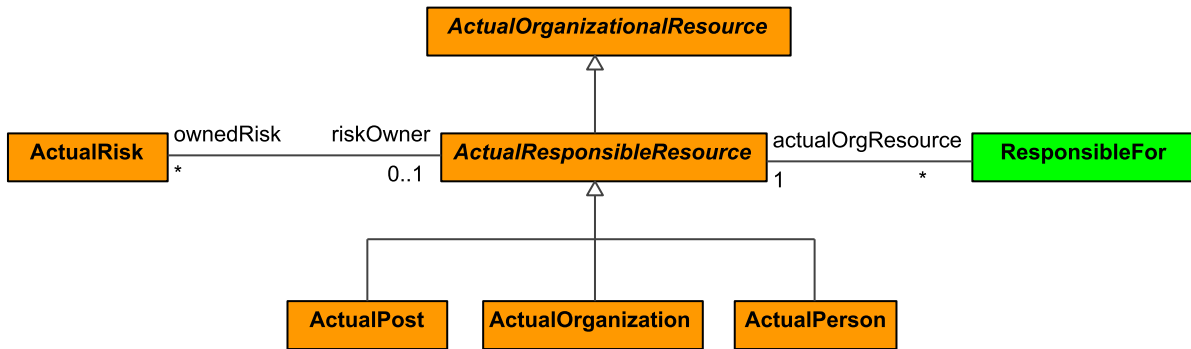 ActualOrganizationalResource
ownedRisk riskOwner actualOrgResource
ActualRisk ActualResponsibleResource ResponsibleFor
* 0..1 1 *
ActualPost ActualOrganization ActualPerson